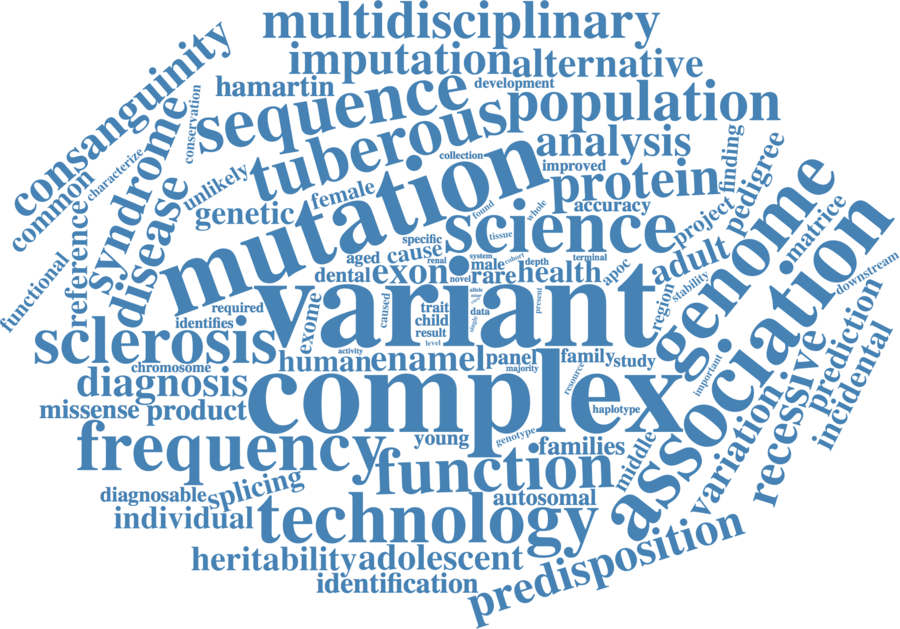 multidisciplinary
imputation
alternative
consanguinity
hamartin
development
sequence
population
conservation
syndrome
tuberous
analysis
collection
improved
finding
characterize
common
unlikely
female
mutation
protein
pedigree
genetic
found
whole
accuracy
project
genome
reference
disease
science
tissue
specific
aged
cause
renal
system
cohort
depth
terminal
adult
matrice
functional
dental
exon
novel
male
rare
health
apoc
stability
association
downstream
required
identifies
exome
variant
caused
trait
child
result
level
allele
data
single
present
region
prediction
sclerosis
activity
human
enamel
panel
majority
family
study
important
incidental
chromosome
diagnosis
complex
resource
haplotype
recessive
missense
product
frequency
young
genotype
families
middle
variation
function
diagnosable
splicing
autosomal
individual
technology
predisposition
heritability
adolescent
identification